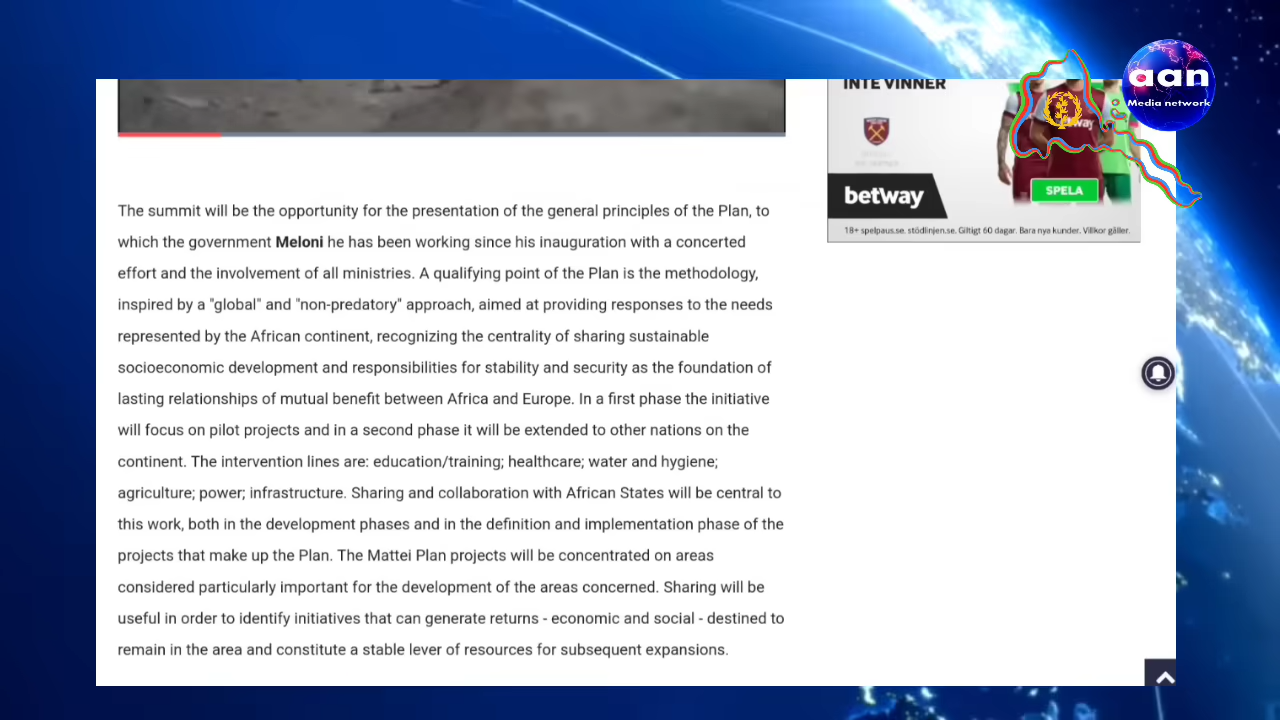 aan
Media network
INTE VINNER
betway
SPELA
18+ spelpaus.se. stödlinjen.se. Giltigt 60 dagar. Bara nya kunder. Villkor gäller.
The summit will be the opportunity for the presentation of the general principles of the Plan, to
which the government Meloni he has been working since his inauguration with a concerted
effort and the involvement of all ministries. A qualifying point of the Plan is the methodology,
inspired by a "global" and "non-predatory" approach, aimed at providing responses to the needs
represented by the African continent, recognizing the centrality of sharing sustainable
socioeconomic development and responsibilities for stability and security as the foundation of
lasting relationships of mutual benefit between Africa and Europe. In a first phase the initiative
will focus on pilot projects and in a second phase it will be extended to other nations on the
continent. The intervention lines are: education/training; healthcare; water and hygiene;
agriculture; power; infrastructure. Sharing and collaboration with African States will be central to
this work, both in the development phases and in the definition and implementation phase of the
projects that make up the Plan. The Mattei Plan projects will be concentrated on areas
considered particularly important for the development of the areas concerned. Sharing will be
useful in order to identify initiatives that can generate returns - economic and social - destined to
remain in the area and constitute a stable lever of resources for subsequent expansions.